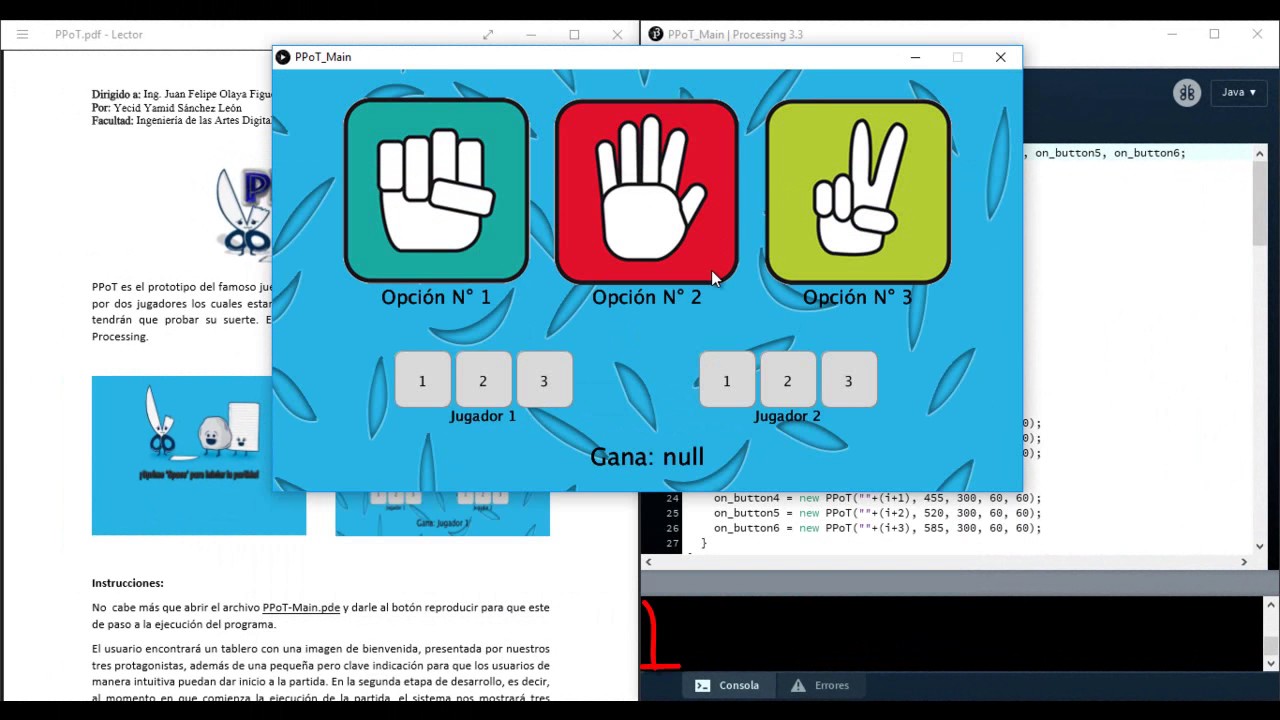 PPoT.pdf - Lector
Dirigido a: Ing. Juan Felipe Olaya Figue
Por: Yecid Yamid Sánchez León
Facultad: Ingeniería de las Artes Digita
PPoT es el prototipo del famoso jue
por dos jugadores los cuales estar
tendrán que probar su suerte. E
Processing.
¡Oprime 'Space' para iniciar la partida!
Gana: Jugador 1
Instrucciones:
No cabe más que abrir el archivo PPoT-Main.pde y darle al botón reproducir para que este
de paso a la ejecución del programa.
El usuario encontrará un tablero con una imagen de bienvenida, presentada por nuestros
tres protagonistas, además de una pequeña pero clave indicación para que los usuarios de
manera intuitiva puedan dar inicio a la partida. En la segunda etapa de desarrollo, es decir,
al momento en que comienza la ejecución de la partida, el sistema nos mostrará tres
PPoT_Main
Opción N° 1
Opción N° 2
Opción N° 3
1 2 3
Jugador 1
1 2 3
Jugador 2
Gana: null
PPoT_Main | Processing 3.3
Java ▾
, on_button5, on_button6;
0);
0);
0);
24 on_button4 = new PPoT(""+(i+1), 455, 300, 60, 60);
25 on_button5 = new PPoT(""+(i+2), 520, 300, 60, 60);
26 on_button6 = new PPoT(""+(i+3), 585, 300, 60, 60);
27 }
1
Consola
Errores